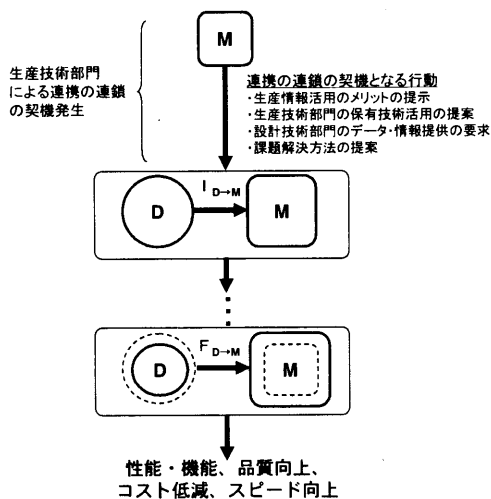 M
生産技術部門
による連携の連鎖
の契機発生
連携の連鎖の契機となる行動
・生産情報活用のメリットの提示
・生産技術部門の保有技術活用の提案
・設計技術部門のデータ・情報提供の要求
・課題解決方法の提案
D
I D→M
M
D
F D→M
M
性能・機能、品質向上、
コスト低減、スピード向上